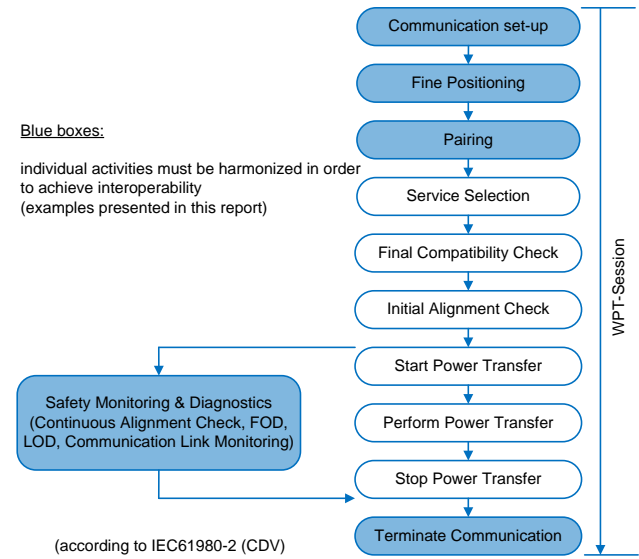 Communication set-up
Fine Positioning
Pairing
Blue boxes:
individual activities must be harmonized in order
to achieve interoperability
(examples presented in this report)
Service Selection
Final Compatibility Check
Initial Alignment Check
Start Power Transfer
Perform Power Transfer
Stop Power Transfer
Terminate Communication
Safety Monitoring & Diagnostics
(Continuous Alignment Check, FOD,
LOD, Communication Link Monitoring)
WPT-Session
(according to IEC61980-2 (CDV)